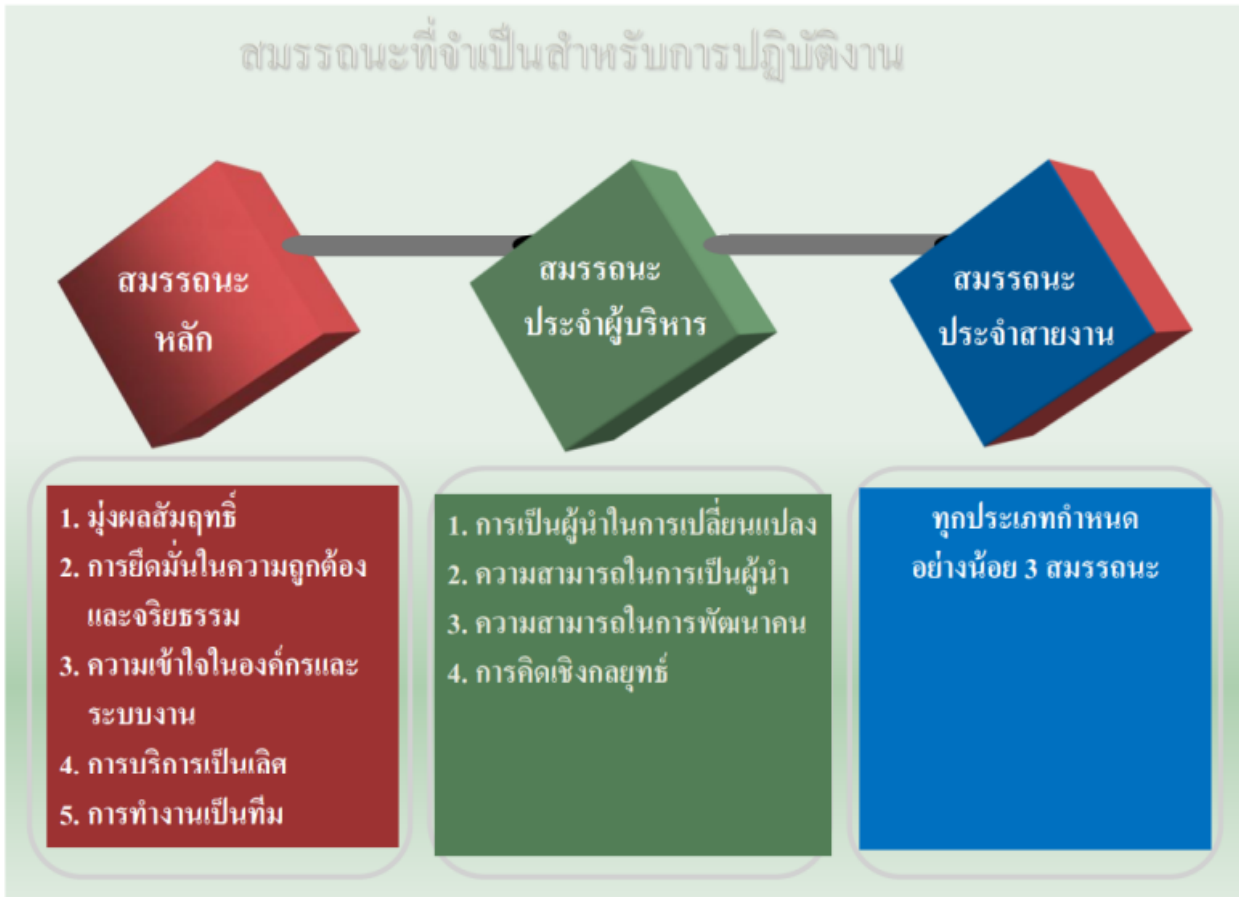 สมรรถนะที่จำเป็นสำหรับการปฏิบัติงาน
สมรรถนะ
หลัก
สมรรถนะ
ประจำผู้บริหาร
สมรรถนะ
ประจำสายงาน
1. มุ่งผลสัมฤทธิ์
2. การยึดมั่นในความถูกต้อง
และจริยธรรม
3. ความเข้าใจในองค์กรและ
ระบบงาน
4. การบริการเป็นเลิศ
5. การทำงานเป็นทีม
1. การเป็นผู้นำในการเปลี่ยนแปลง
2. ความสามารถในการเป็นผู้นำ
3. ความสามารถในการพัฒนาคน
4. การคิดเชิงกลยุทธ์
ทุกประเภทกำหนด
อย่างน้อย 3 สมรรถนะ